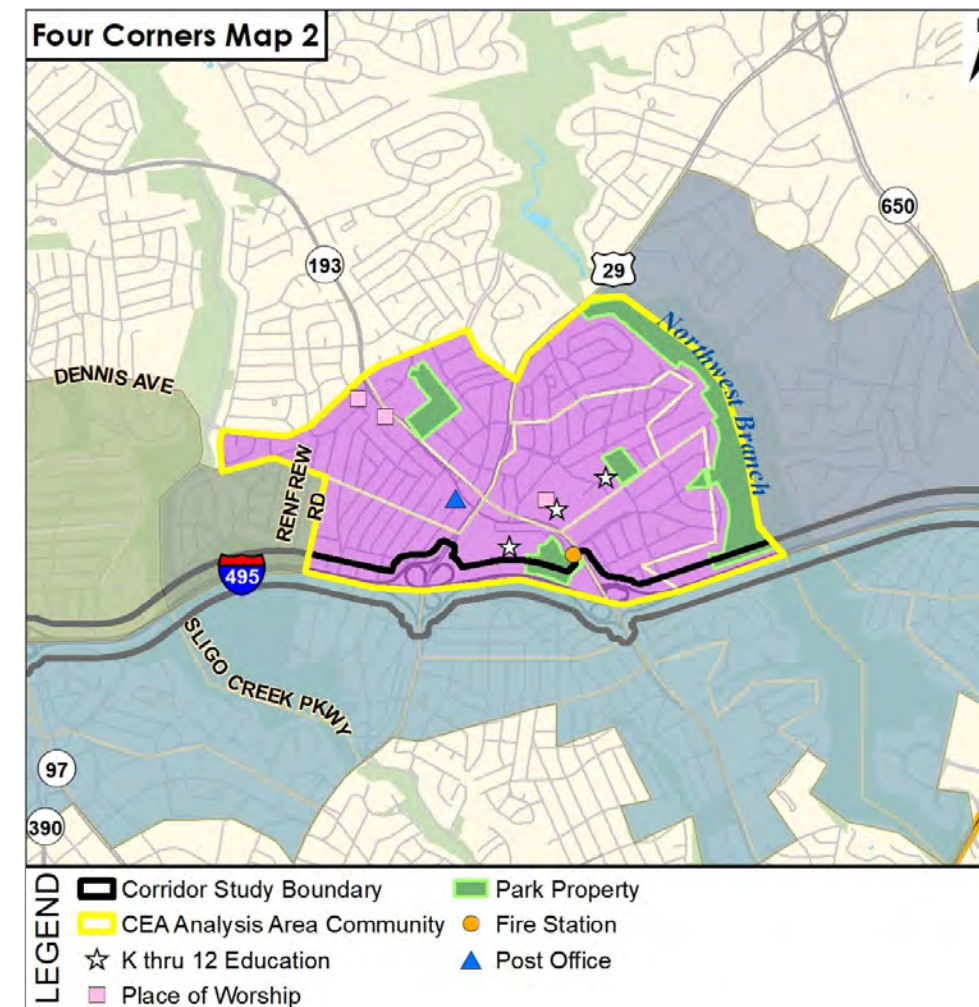 Four Corners Map 2
650
193
29
Northwest Branch
DENNIS AVE
RENFREW
RD
495
SLIGO CREEK PKWY
97
390
LEGEND
Corridor Study Boundary
Park Property
CEA Analysis Area Community
Fire Station
K thru 12 Education
Post Office
Place of Worship